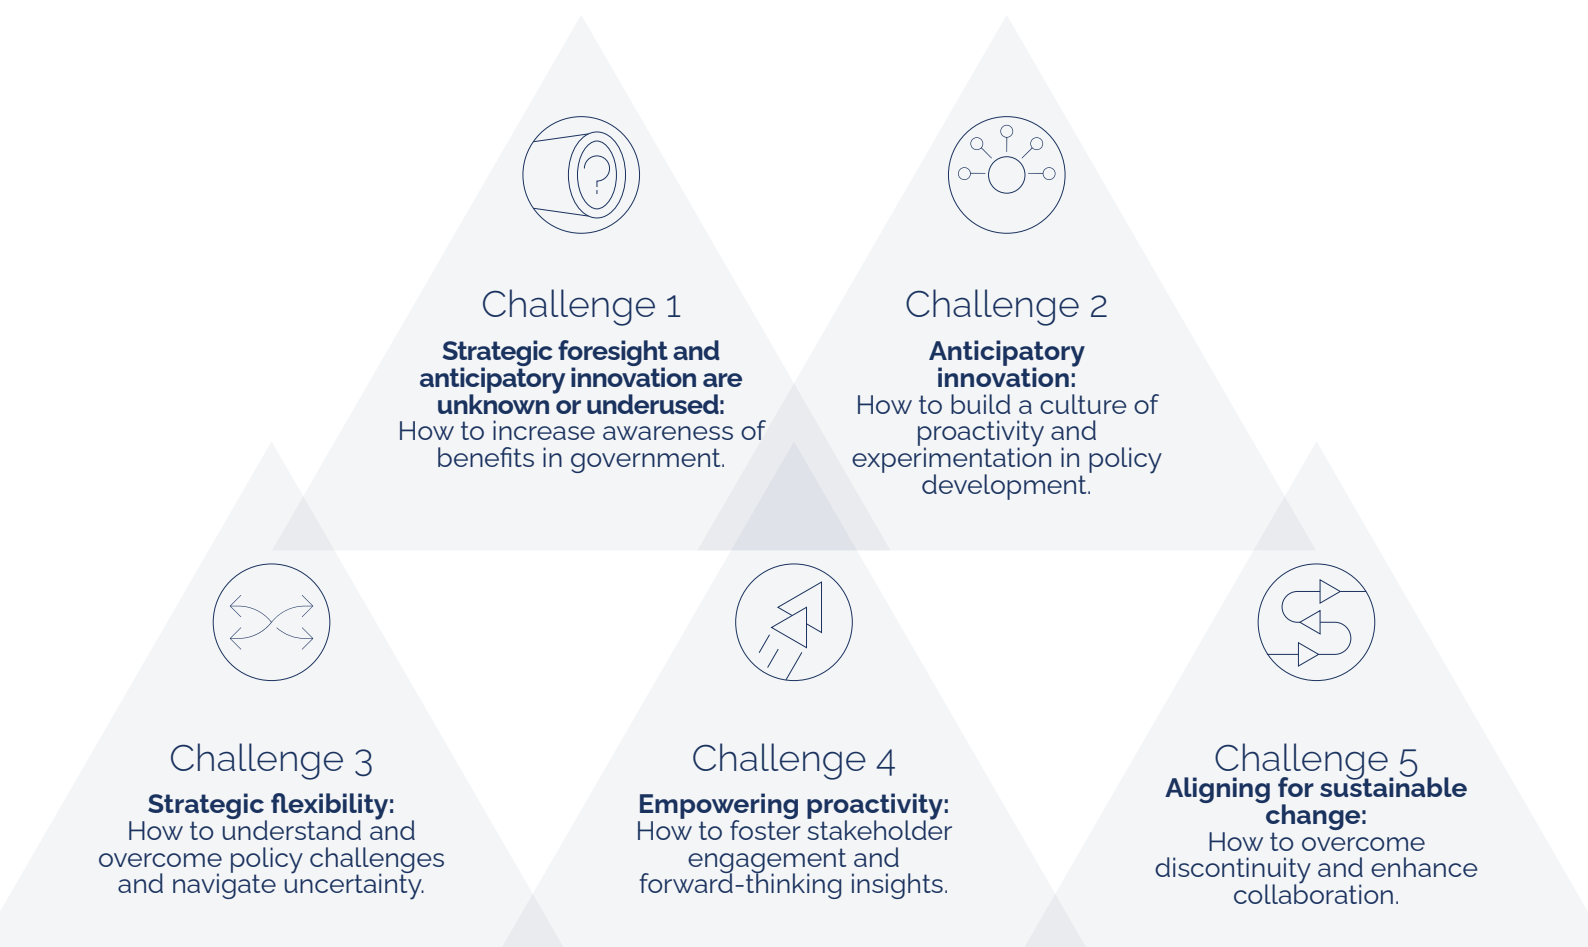 Challenge 1
Strategic foresight and
anticipatory innovation are
unknown or underused:
How to increase awareness of
benefits in government.
Challenge 2
Anticipatory
innovation:
How to build a culture of
proactivity and
experimentation in policy
development.
Challenge 3
Strategic flexibility:
How to understand and
overcome policy challenges
and navigate uncertainty.
Challenge 4
Empowering proactivity:
How to foster stakeholder
engagement and
forward-thinking insights.
Challenge 5
Aligning for sustainable
change:
How to overcome
discontinuity and enhance
collaboration.